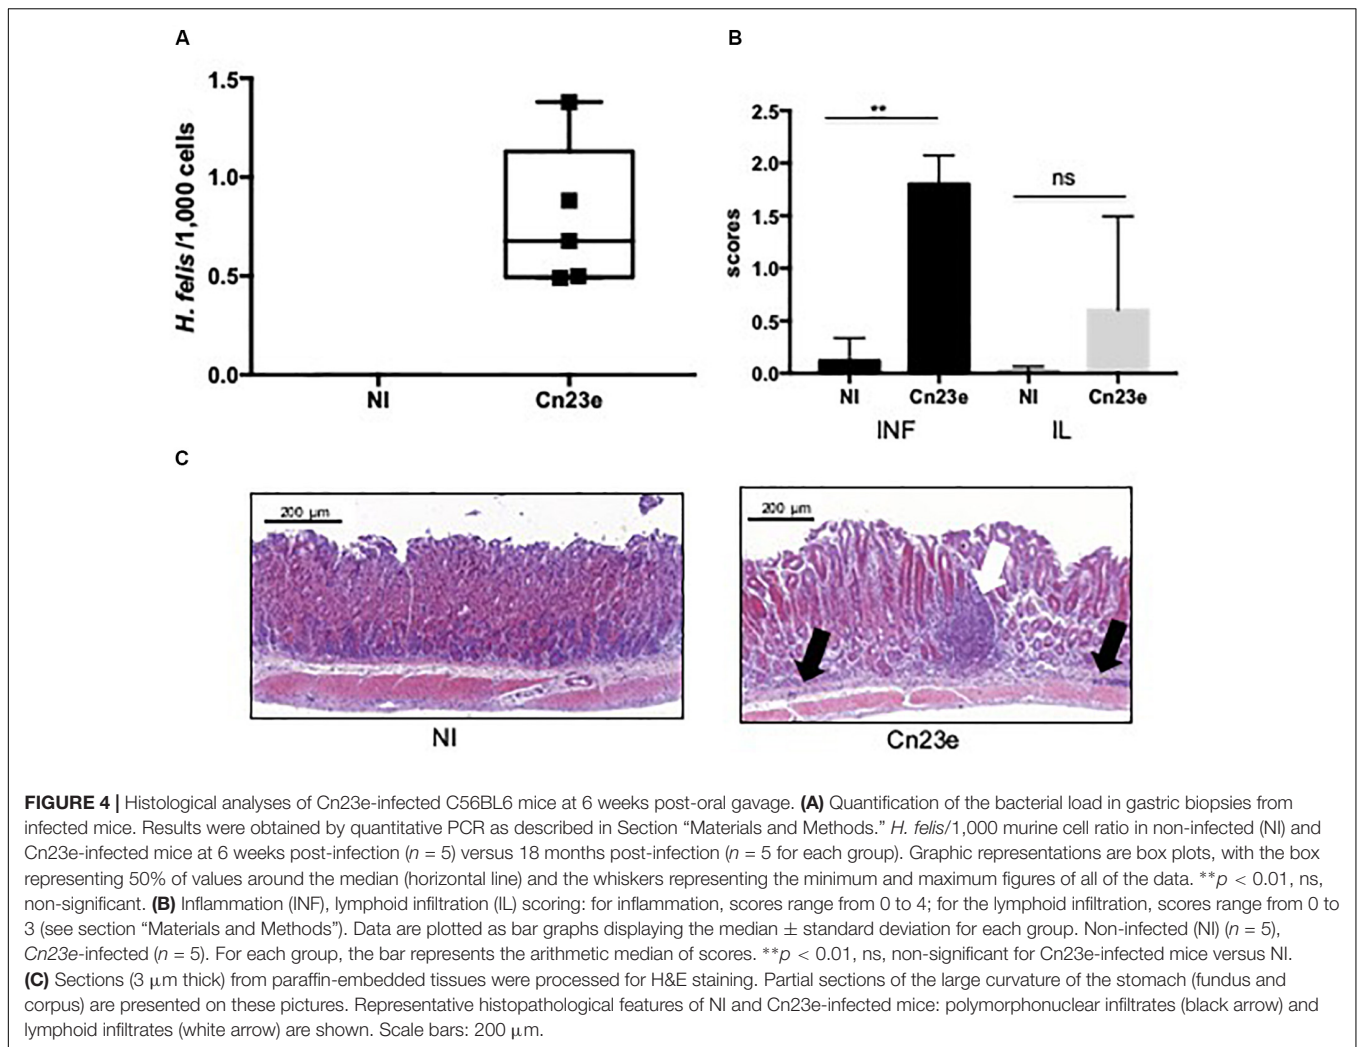 A
B
1.5
1.0
0.5
0.0
H. felis /1,000 cells
NI
Cn23e
2.5
2.0
1.5
1.0
0.5
0.0
scores
**
ns
NI
Cn23e
NI
Cn23e
INF
IL
C
200 μm
200 μm
NI
Cn23e
FIGURE 4 | Histological analyses of Cn23e-infected C56BL6 mice at 6 weeks post-oral gavage. (A) Quantification of the bacterial load in gastric biopsies from
infected mice. Results were obtained by quantitative PCR as described in Section “Materials and Methods.” H. felis/1,000 murine cell ratio in non-infected (NI) and
Cn23e-infected mice at 6 weeks post-infection (n = 5) versus 18 months post-infection (n = 5 for each group). Graphic representations are box plots, with the box
representing 50% of values around the median (horizontal line) and the whiskers representing the minimum and maximum figures of all of the data. **p < 0.01, ns,
non-significant. (B) Inflammation (INF), lymphoid infiltration (IL) scoring: for inflammation, scores range from 0 to 4; for the lymphoid infiltration, scores range from 0 to
3 (see section “Materials and Methods”). Data are plotted as bar graphs displaying the median ± standard deviation for each group. Non-infected (NI) (n = 5),
Cn23e-infected (n = 5). For each group, the bar represents the arithmetic median of scores. **p < 0.01, ns, non-significant for Cn23e-infected mice versus NI.
(C) Sections (3 μm thick) from paraffin-embedded tissues were processed for H&E staining. Partial sections of the large curvature of the stomach (fundus and
corpus) are presented on these pictures. Representative histopathological features of NI and Cn23e-infected mice: polymorphonuclear infiltrates (black arrow) and
lymphoid infiltrates (white arrow) are shown. Scale bars: 200 μm.